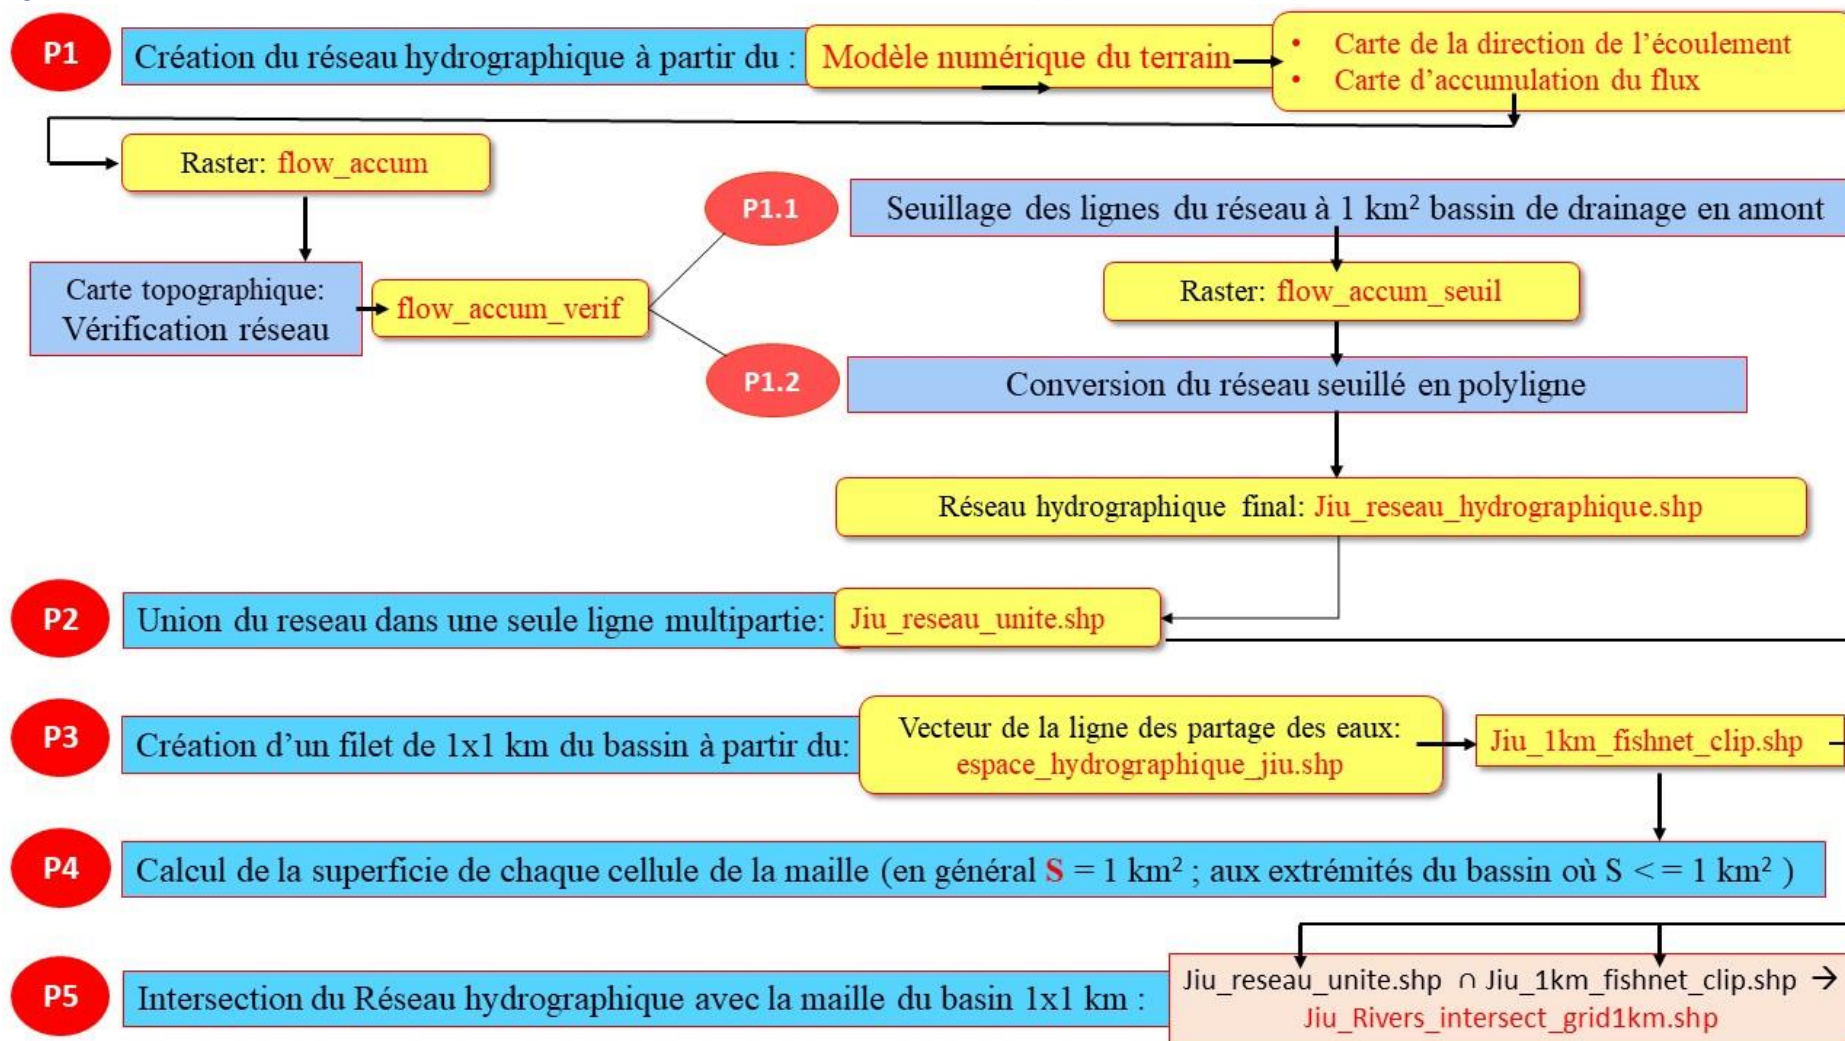 P1
Création du réseau hydrographique à partir du :
Modèle numérique du terrain
• Carte de la direction de l’écoulement
• Carte d’accumulation du flux
Raster: flow_accum
P1.1
Seuillage des lignes du réseau à 1 km² bassin de drainage en amont
Carte topographique:
Vérification réseau
flow_accum_verif
Raster: flow_accum_seuil
P1.2
Conversion du réseau seuillé en polyligne
Réseau hydrographique final: Jiu_reseau_hydrographique.shp
P2
Union du reseau dans une seule ligne multipartie:
Jiu_reseau_unite.shp
P3
Création d’un filet de 1x1 km du bassin à partir du:
Vecteur de la ligne des partage des eaux:
espace_hydrographique_jiu.shp
Jiu_1km_fishnet_clip.shp
P4
Calcul de la superficie de chaque cellule de la maille (en général S = 1 km² ; aux extrémités du bassin où S < = 1 km² )
P5
Intersection du Réseau hydrographique avec la maille du basin 1x1 km :
Jiu_reseau_unite.shp ∩ Jiu_1km_fishnet_clip.shp →
Jiu_Rivers_intersect_grid1km.shp